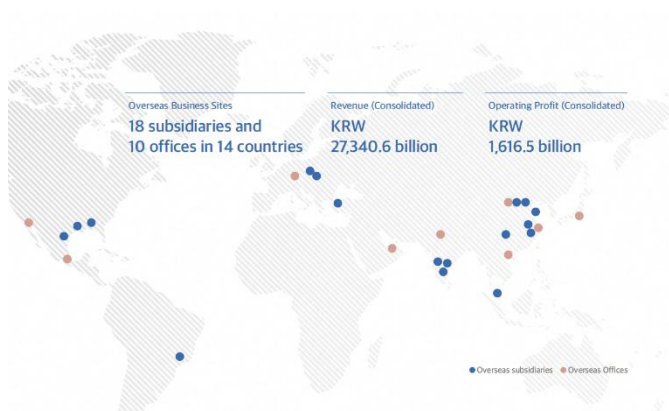 Overseas Business Sites
18 subsidiaries and
10 offices in 14 countries
Revenue (Consolidated)
KRW
27,340.6 billion
Operating Profit (Consolidated)
KRW
1,616.5 billion
Overseas subsidiaries
Overseas Offices